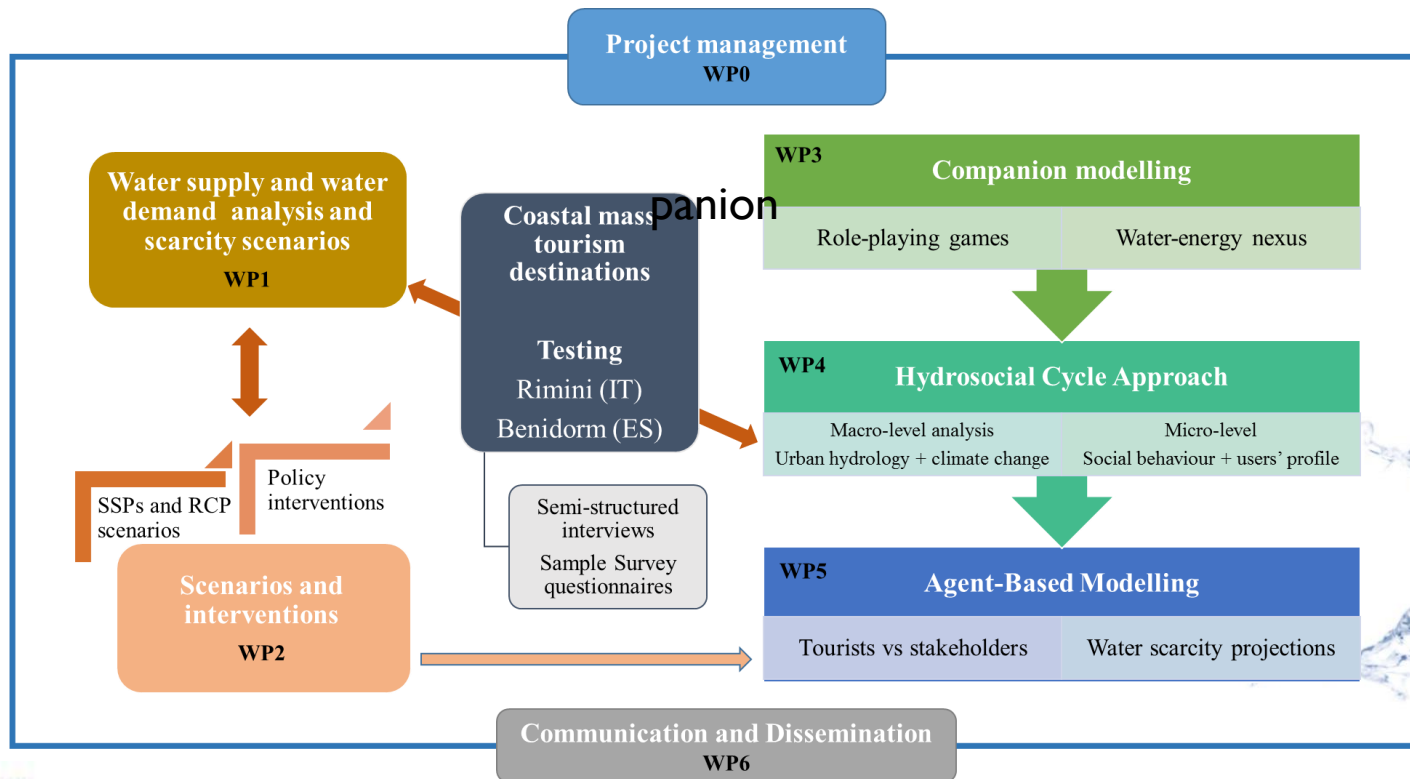 Project management
WP0
Water supply and water
demand analysis and
scarcity scenarios
WP1
SSPs and RCP
scenarios
Policy
interventions
Scenarios and
interventions
WP2
Coastal mass
tourism
destinations
panion
Testing
Rimini (IT)
Benidorm (ES)
Semi-structured
interviews
Sample Survey
questionnaires
WP3
Companion modelling
Role-playing games
Water-energy nexus
WP4
Hydrosocial Cycle Approach
Macro-level analysis
Urban hydrology + climate change
Micro-level
Social behaviour + users’ profile
WP5
Agent-Based Modelling
Tourists vs stakeholders
Water scarcity projections
Communication and Dissemination
WP6